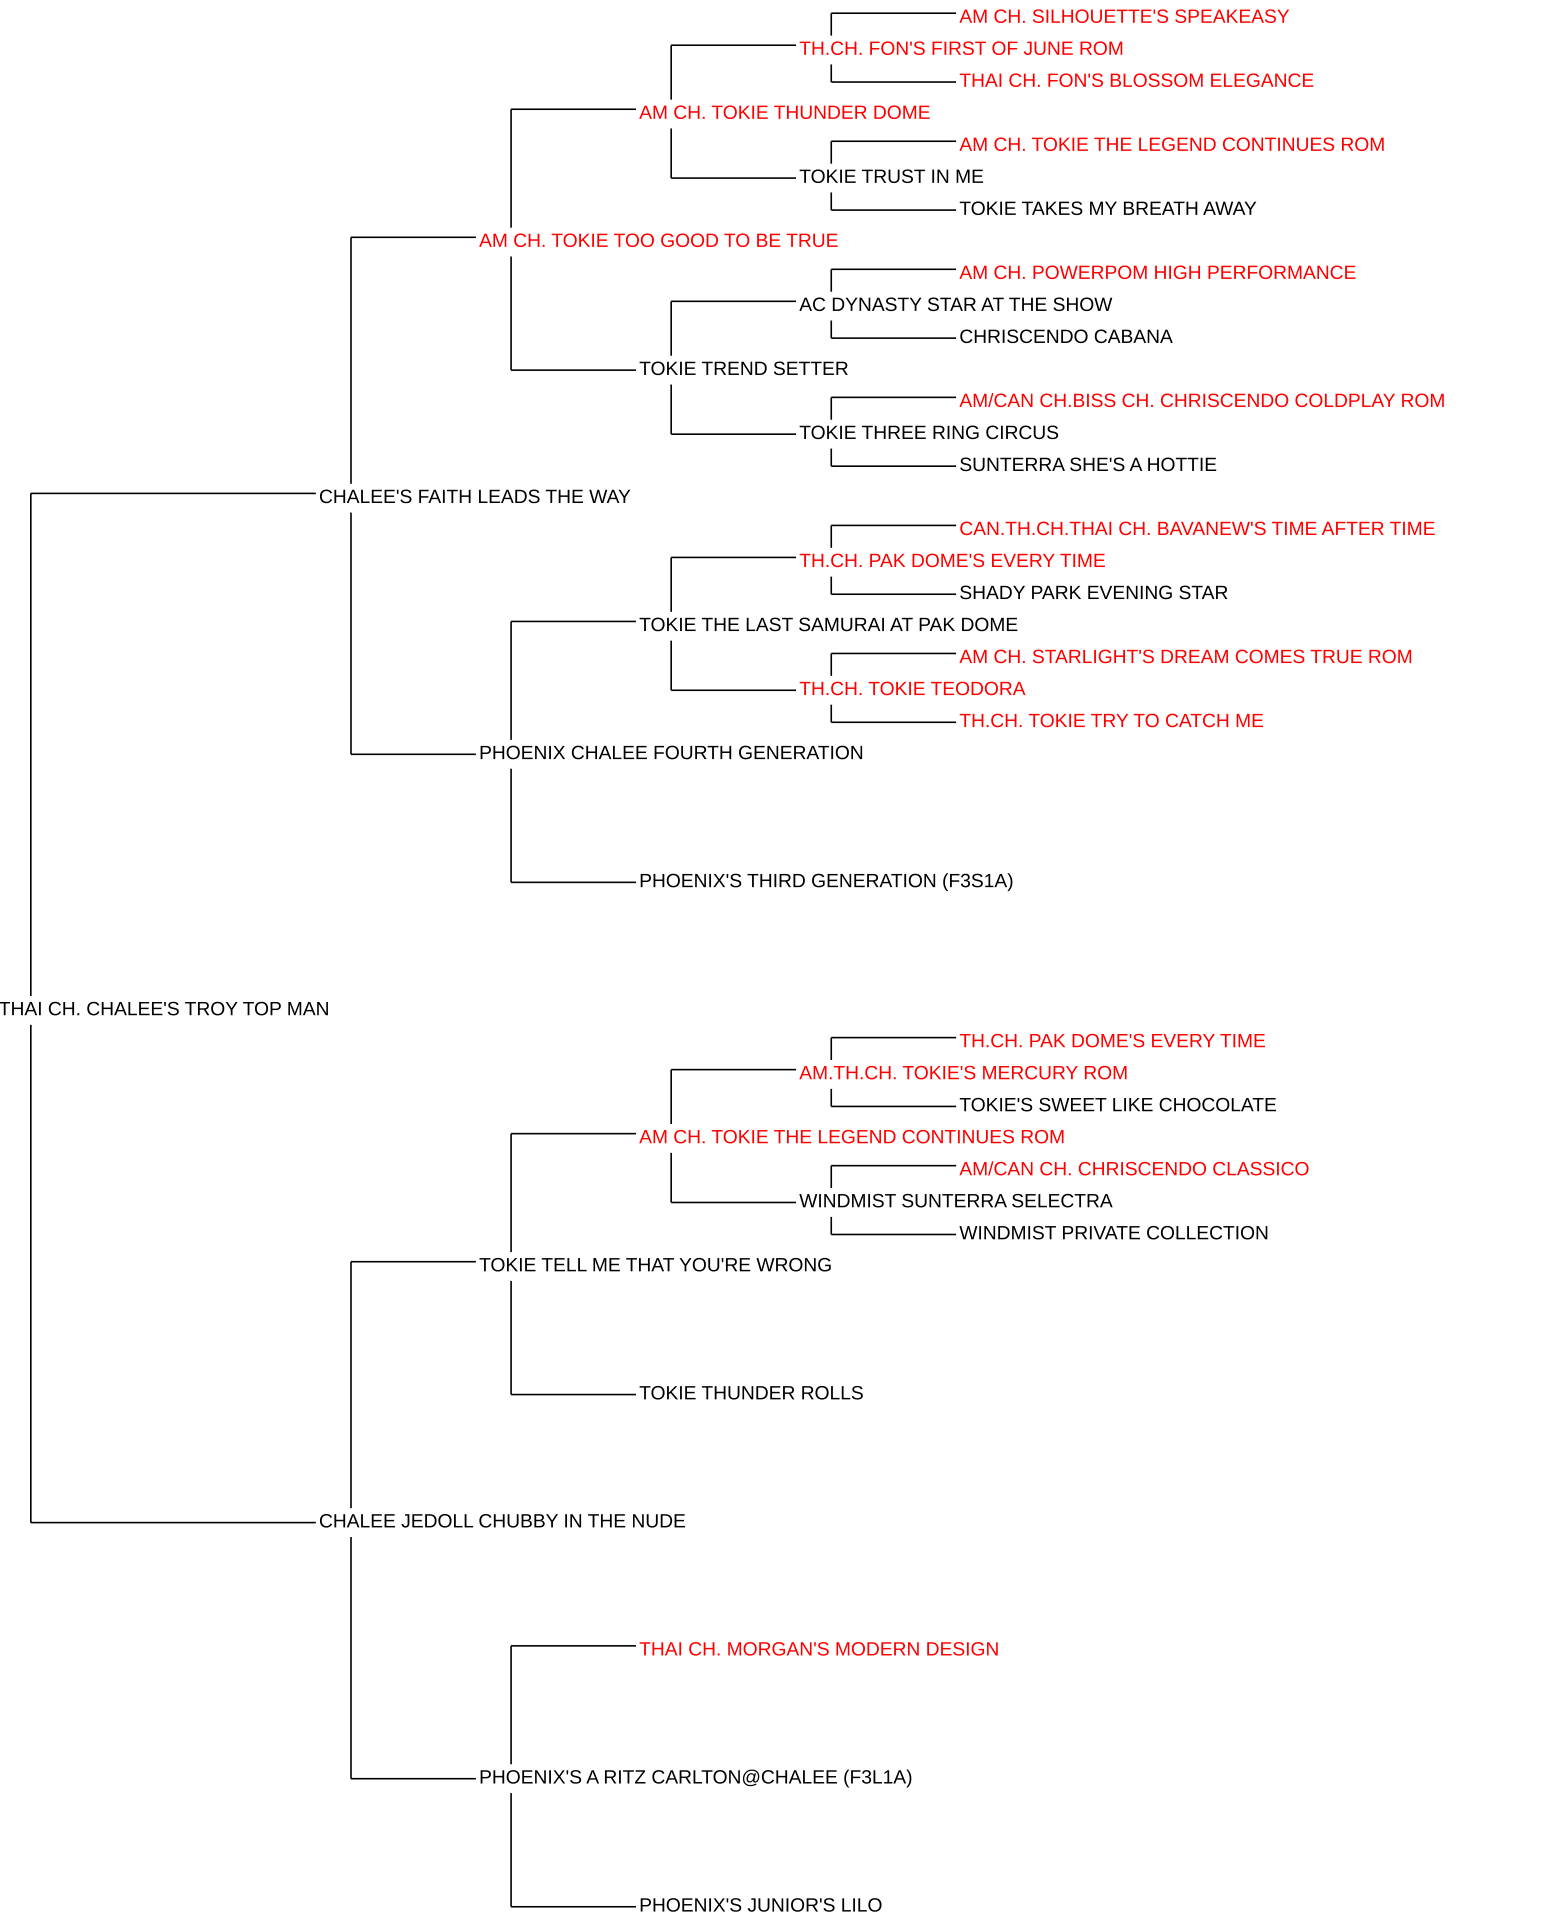 AM CH. SILHOUETTE'S SPEAKEASY
TH.CH. FON'S FIRST OF JUNE ROM
THAI CH. FON'S BLOSSOM ELEGANCE
AM CH. TOKIE THUNDER DOME
AM CH. TOKIE THE LEGEND CONTINUES ROM
TOKIE TRUST IN ME
TOKIE TAKES MY BREATH AWAY
AM CH. TOKIE TOO GOOD TO BE TRUE
AM CH. POWERPOM HIGH PERFORMANCE
AC DYNASTY STAR AT THE SHOW
CHRISCENDO CABANA
TOKIE TREND SETTER
AM/CAN CH.BISS CH. CHRISCENDO COLDPLAY ROM
TOKIE THREE RING CIRCUS
SUNTERRA SHE'S A HOTTIE
CHALEE'S FAITH LEADS THE WAY
CAN.TH.CH.THAI CH. BAVANEW'S TIME AFTER TIME
TH.CH. PAK DOME'S EVERY TIME
SHADY PARK EVENING STAR
TOKIE THE LAST SAMURAI AT PAK DOME
AM CH. STARLIGHT'S DREAM COMES TRUE ROM
TH.CH. TOKIE TEODORA
TH.CH. TOKIE TRY TO CATCH ME
PHOENIX CHALEE FOURTH GENERATION
PHOENIX'S THIRD GENERATION (F3S1A)
THAI CH. CHALEE'S TROY TOP MAN
TH.CH. PAK DOME'S EVERY TIME
AM.TH.CH. TOKIE'S MERCURY ROM
TOKIE'S SWEET LIKE CHOCOLATE
AM CH. TOKIE THE LEGEND CONTINUES ROM
AM/CAN CH. CHRISCENDO CLASSICO
WINDMIST SUNTERRA SELECTRA
WINDMIST PRIVATE COLLECTION
TOKIE TELL ME THAT YOU'RE WRONG
TOKIE THUNDER ROLLS
CHALEE JEDOLL CHUBBY IN THE NUDE
THAI CH. MORGAN'S MODERN DESIGN
PHOENIX'S A RITZ CARLTON@CHALEE (F3L1A)
PHOENIX'S JUNIOR'S LILO